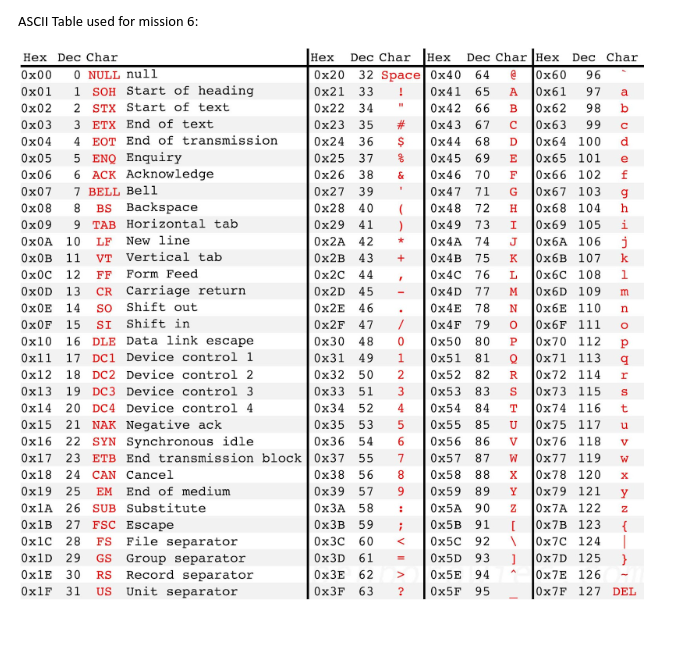 ASCII Table used for mission 6:
Hex Dec Char Hex Dec Char Hex Dec Char Hex Dec Char
0x00 0 NULL null 0x20 32 Space 0x40 64 @ 0x60 96 `
0x01 1 SOH Start of heading 0x21 33 ! 0x41 65 A 0x61 97 a
0x02 2 STX Start of text 0x22 34 " 0x42 66 B 0x62 98 b
0x03 3 ETX End of text 0x23 35 # 0x43 67 C 0x63 99 c
0x04 4 EOT End of transmission 0x24 36 $ 0x44 68 D 0x64 100 d
0x05 5 ENQ Enquiry 0x25 37 % 0x45 69 E 0x65 101 e
0x06 6 ACK Acknowledge 0x26 38 & 0x46 70 F 0x66 102 f
0x07 7 BELL Bell 0x27 39 ' 0x47 71 G 0x67 103 g
0x08 8 BS Backspace 0x28 40 ( 0x48 72 H 0x68 104 h
0x09 9 TAB Horizontal tab 0x29 41 ) 0x49 73 I 0x69 105 i
0x0A 10 LF New line 0x2A 42 * 0x4A 74 J 0x6A 106 j
0x0B 11 VT Vertical tab 0x2B 43 + 0x4B 75 K 0x6B 107 k
0x0C 12 FF Form Feed 0x2C 44 , 0x4C 76 L 0x6C 108 l
0x0D 13 CR Carriage return 0x2D 45 - 0x4D 77 M 0x6D 109 m
0x0E 14 SO Shift out 0x2E 46 . 0x4E 78 N 0x6E 110 n
0x0F 15 SI Shift in 0x2F 47 / 0x4F 79 O 0x6F 111 o
0x10 16 DLE Data link escape 0x30 48 0 0x50 80 P 0x70 112 p
0x11 17 DC1 Device control 1 0x31 49 1 0x51 81 Q 0x71 113 q
0x12 18 DC2 Device control 2 0x32 50 2 0x52 82 R 0x72 114 r
0x13 19 DC3 Device control 3 0x33 51 3 0x53 83 S 0x73 115 s
0x14 20 DC4 Device control 4 0x34 52 4 0x54 84 T 0x74 116 t
0x15 21 NAK Negative ack 0x35 53 5 0x55 85 U 0x75 117 u
0x16 22 SYN Synchronous idle 0x36 54 6 0x56 86 V 0x76 118 v
0x17 23 ETB End transmission block 0x37 55 7 0x57 87 W 0x77 119 w
0x18 24 CAN Cancel 0x38 56 8 0x58 88 X 0x78 120 x
0x19 25 EM End of medium 0x39 57 9 0x59 89 Y 0x79 121 y
0x1A 26 SUB Substitute 0x3A 58 : 0x5A 90 Z 0x7A 122 z
0x1B 27 FSC Escape 0x3B 59 ; 0x5B 91 [ 0x7B 123 {
0x1C 28 FS File separator 0x3C 60 < 0x5C 92 \ 0x7C 124 |
0x1D 29 GS Group separator 0x3D 61 = 0x5D 93 ] 0x7D 125 }
0x1E 30 RS Record separator 0x3E 62 > 0x5E 94 ^ 0x7E 126 ~
0x1F 31 US Unit separator 0x3F 63 ? 0x5F 95 _ 0x7F 127 DEL